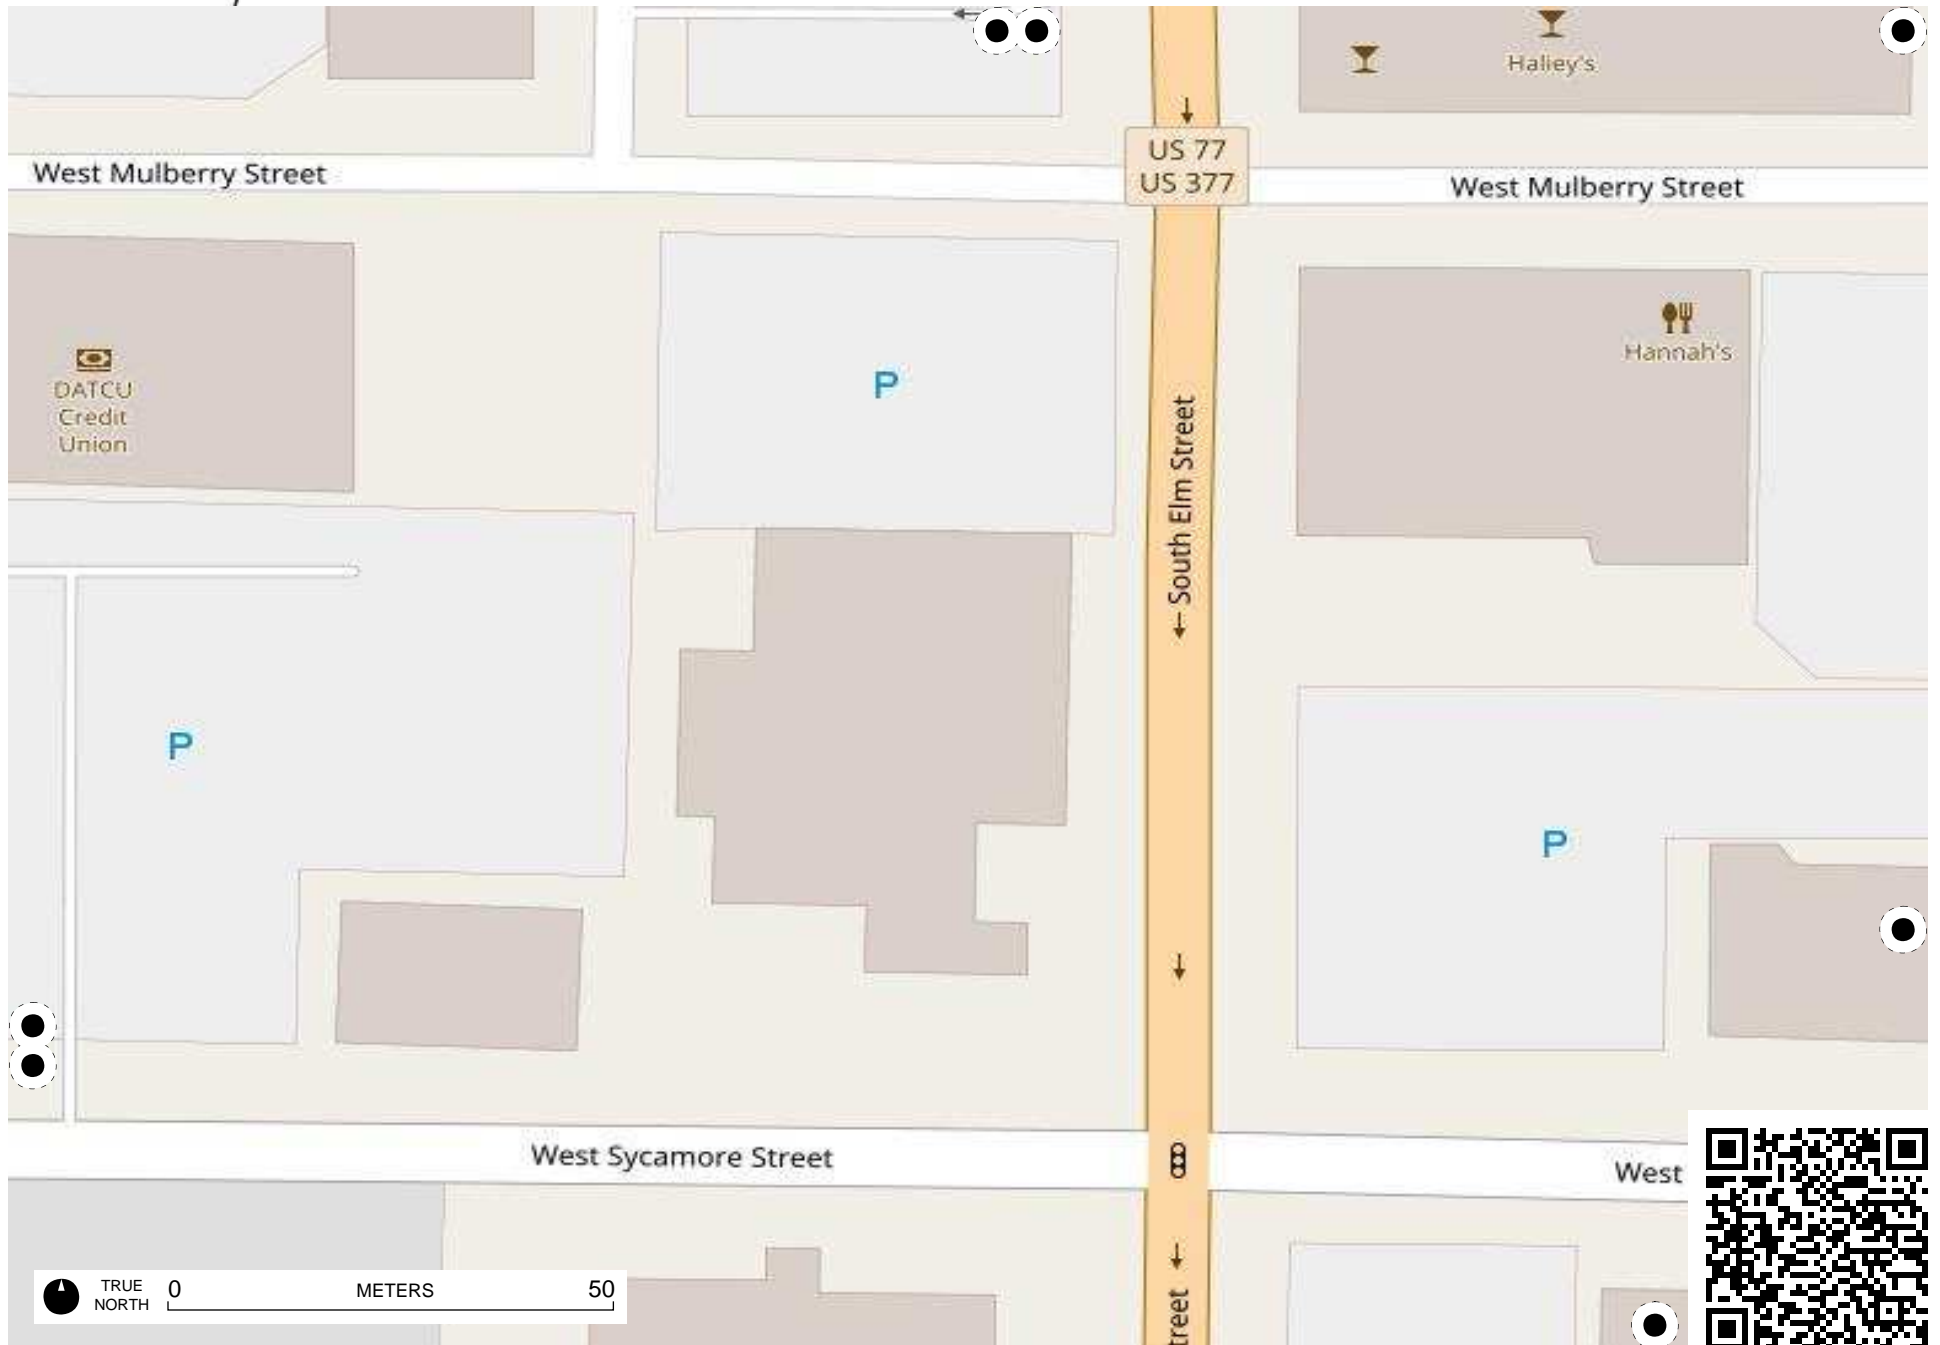 Haliey's
US 77
US 377
West Mulberry Street
West Mulberry Street
Hannah's
DATCU
Credit
Union
P
← South Elm Street
P
P
West Sycamore Street
West
TRUE
NORTH
0
METERS
50
treet